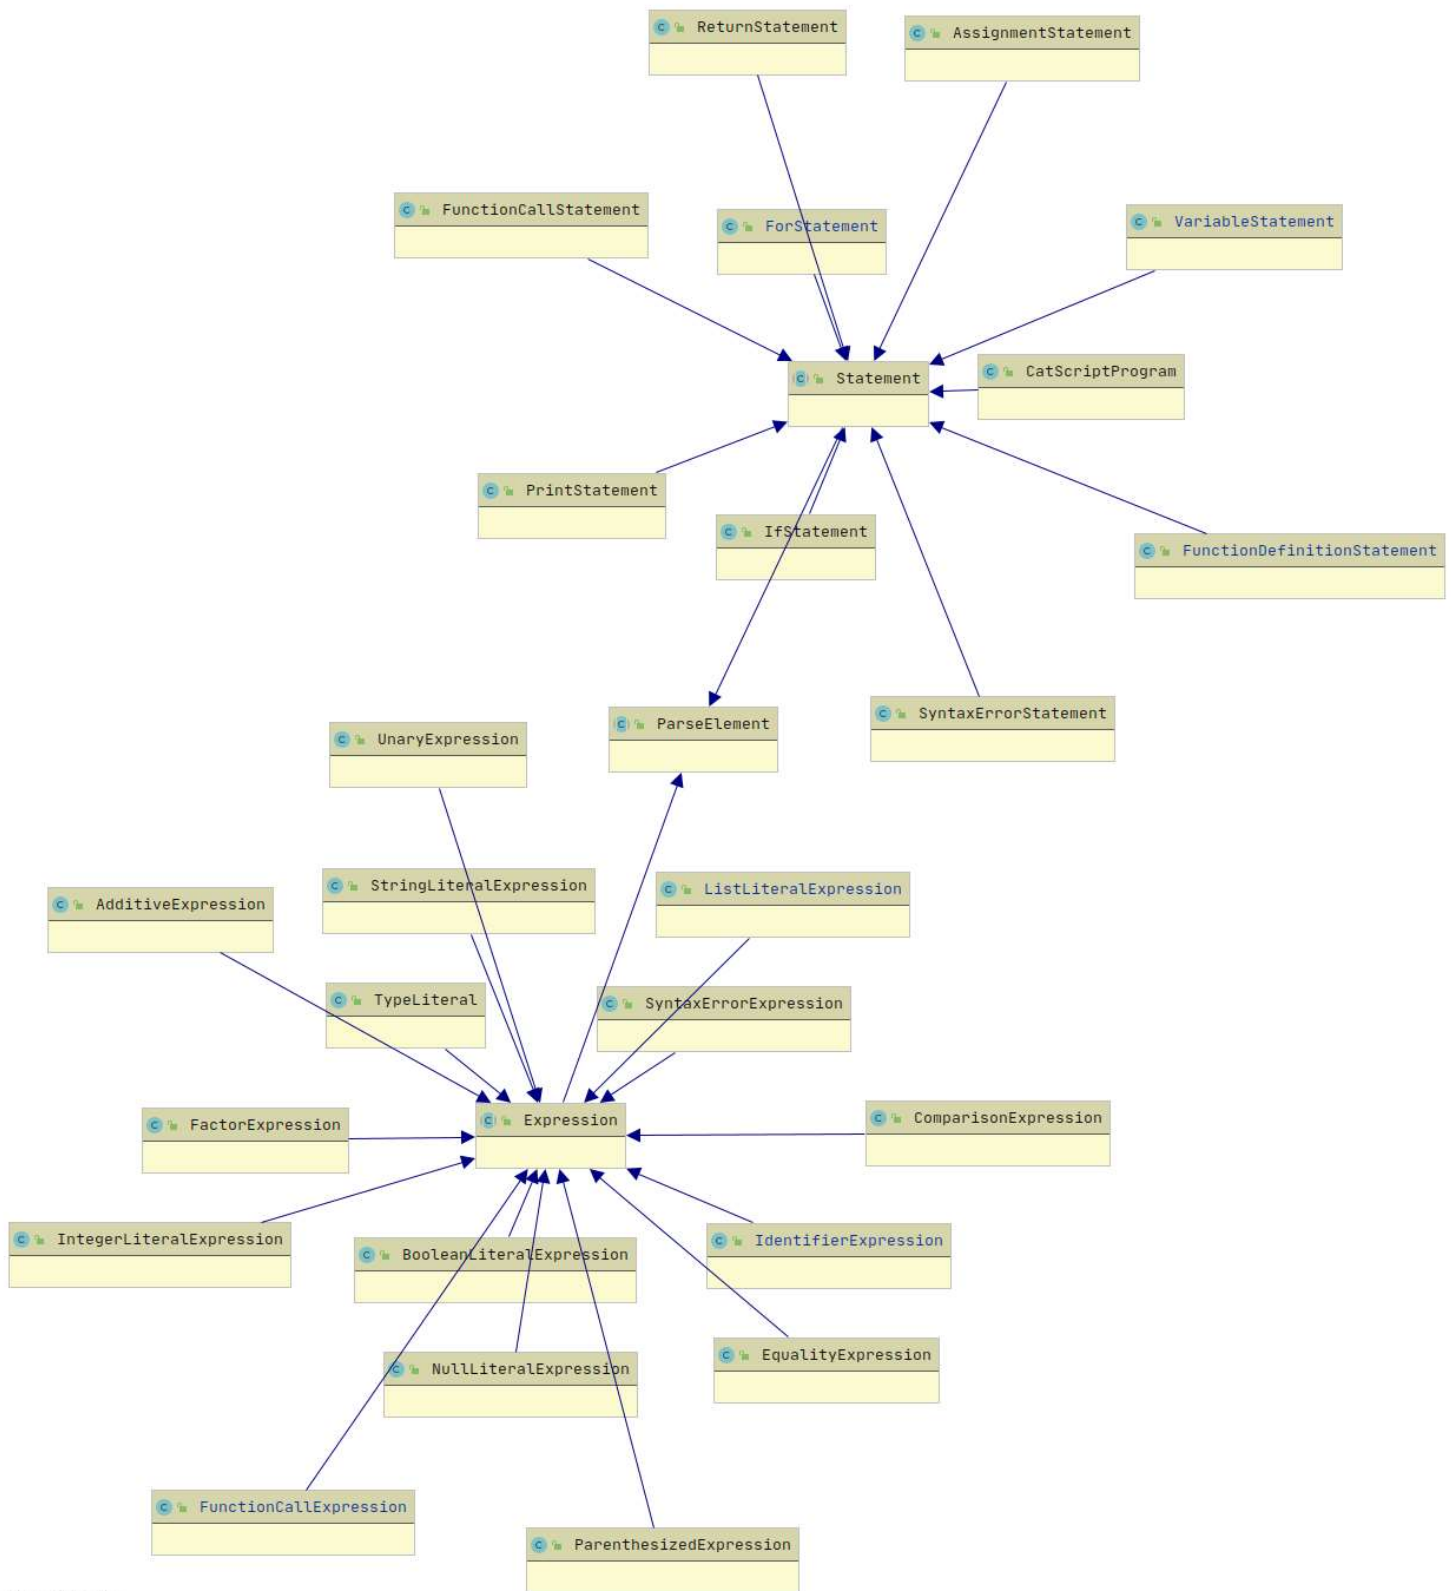 ReturnStatement
AssignmentStatement
FunctionCallStatement
ForStatement
VariableStatement
CatScriptProgram
Statement
PrintStatement
IfStatement
FunctionDefinitionStatement
SyntaxErrorStatement
ParseElement
UnaryExpression
StringLiteralExpression
ListLiteralExpression
AdditiveExpression
TypeLiteral
SyntaxErrorExpression
ComparisonExpression
Expression
FactorExpression
IntegerLiteralExpression
IdentifierExpression
BooleanLiteralExpression
EqualityExpression
NullLiteralExpression
FunctionCallExpression
ParenthesizedExpression